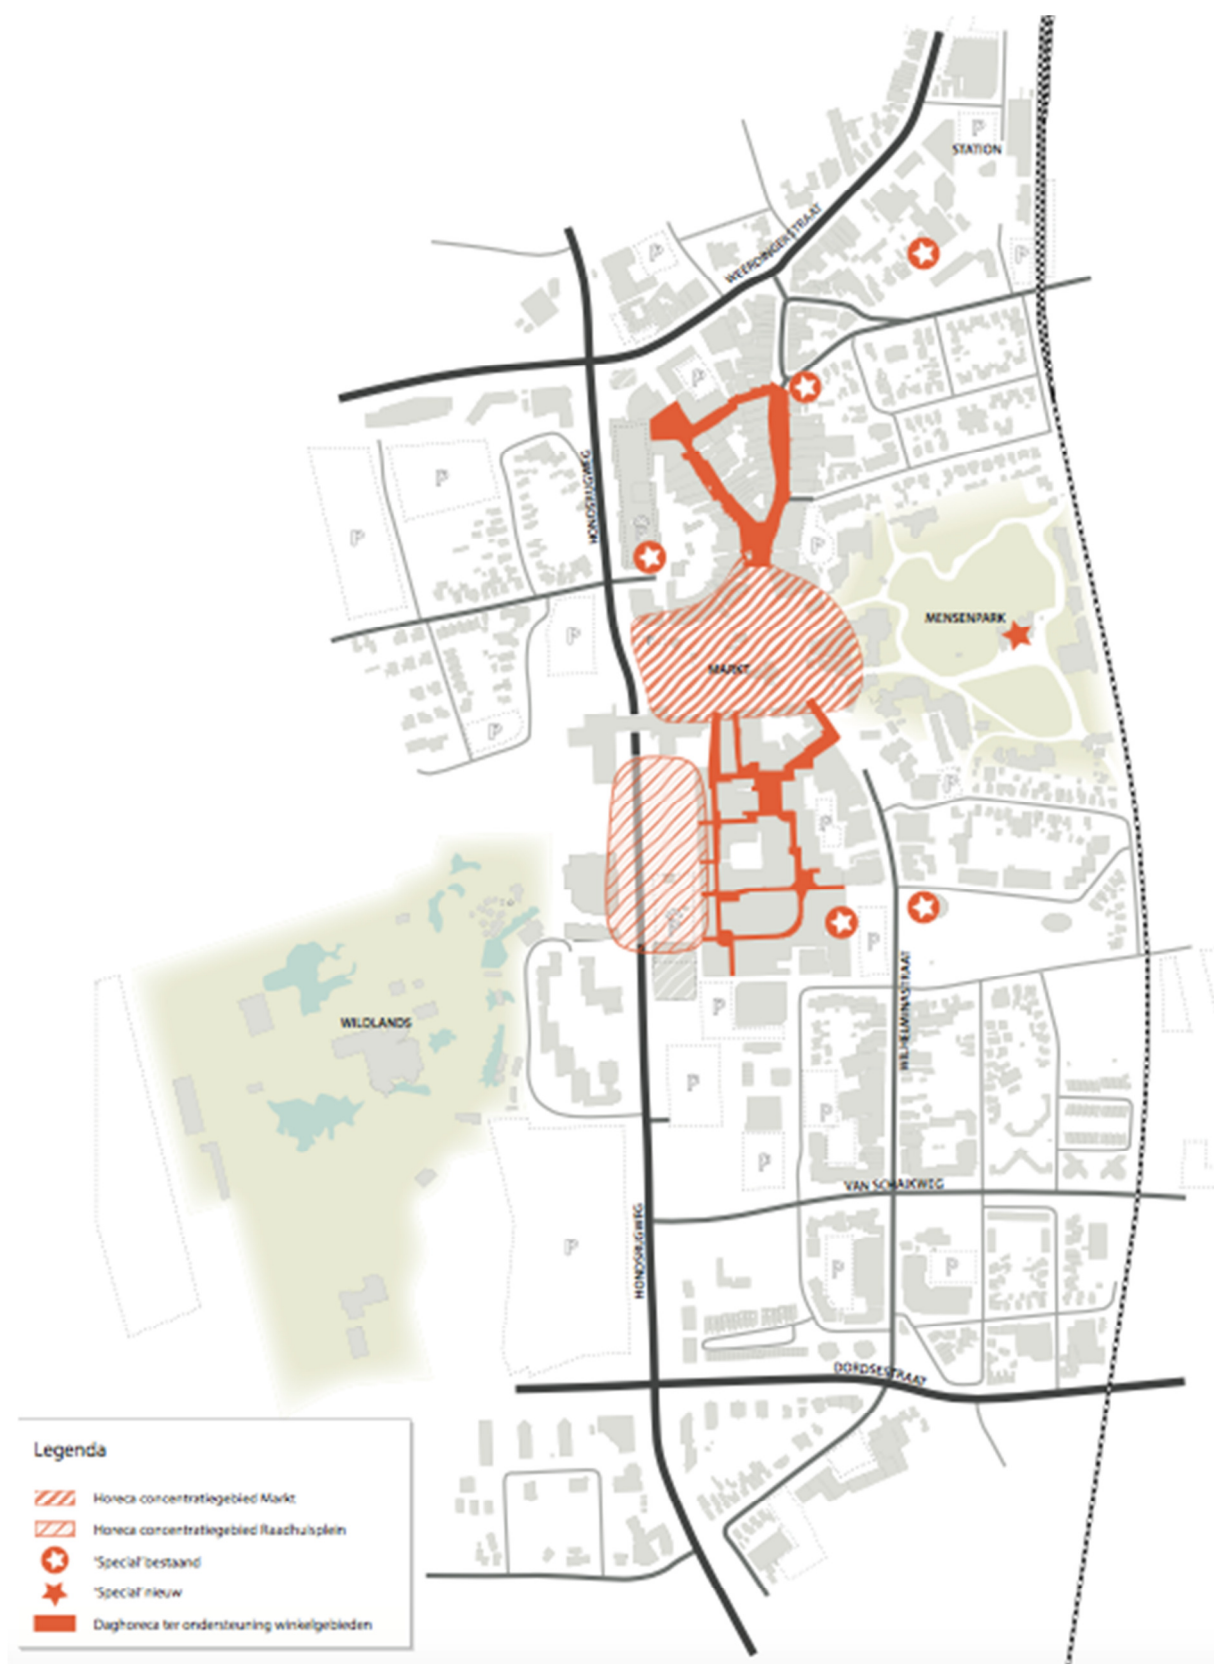 P
STATION
WEERDINGERSTRAAT
P
P
P
HONDSRUGWEG
P
P
P
P
MENSENPARK
P
MARKT
P
P
P
P
WILHELMINASTRAAT
WILDLANDS
P
P
P
P
VAN SCHAIKWEG
HONDSRUGWEG
P
P
P
DORDSESTRAAT
Legenda
Horeca concentratiegebied Markt
Horeca concentratiegebied Raadhuisplein
'Special' bestaand
'Special' nieuw
Daghoreca ter ondersteuning winkelgebieden